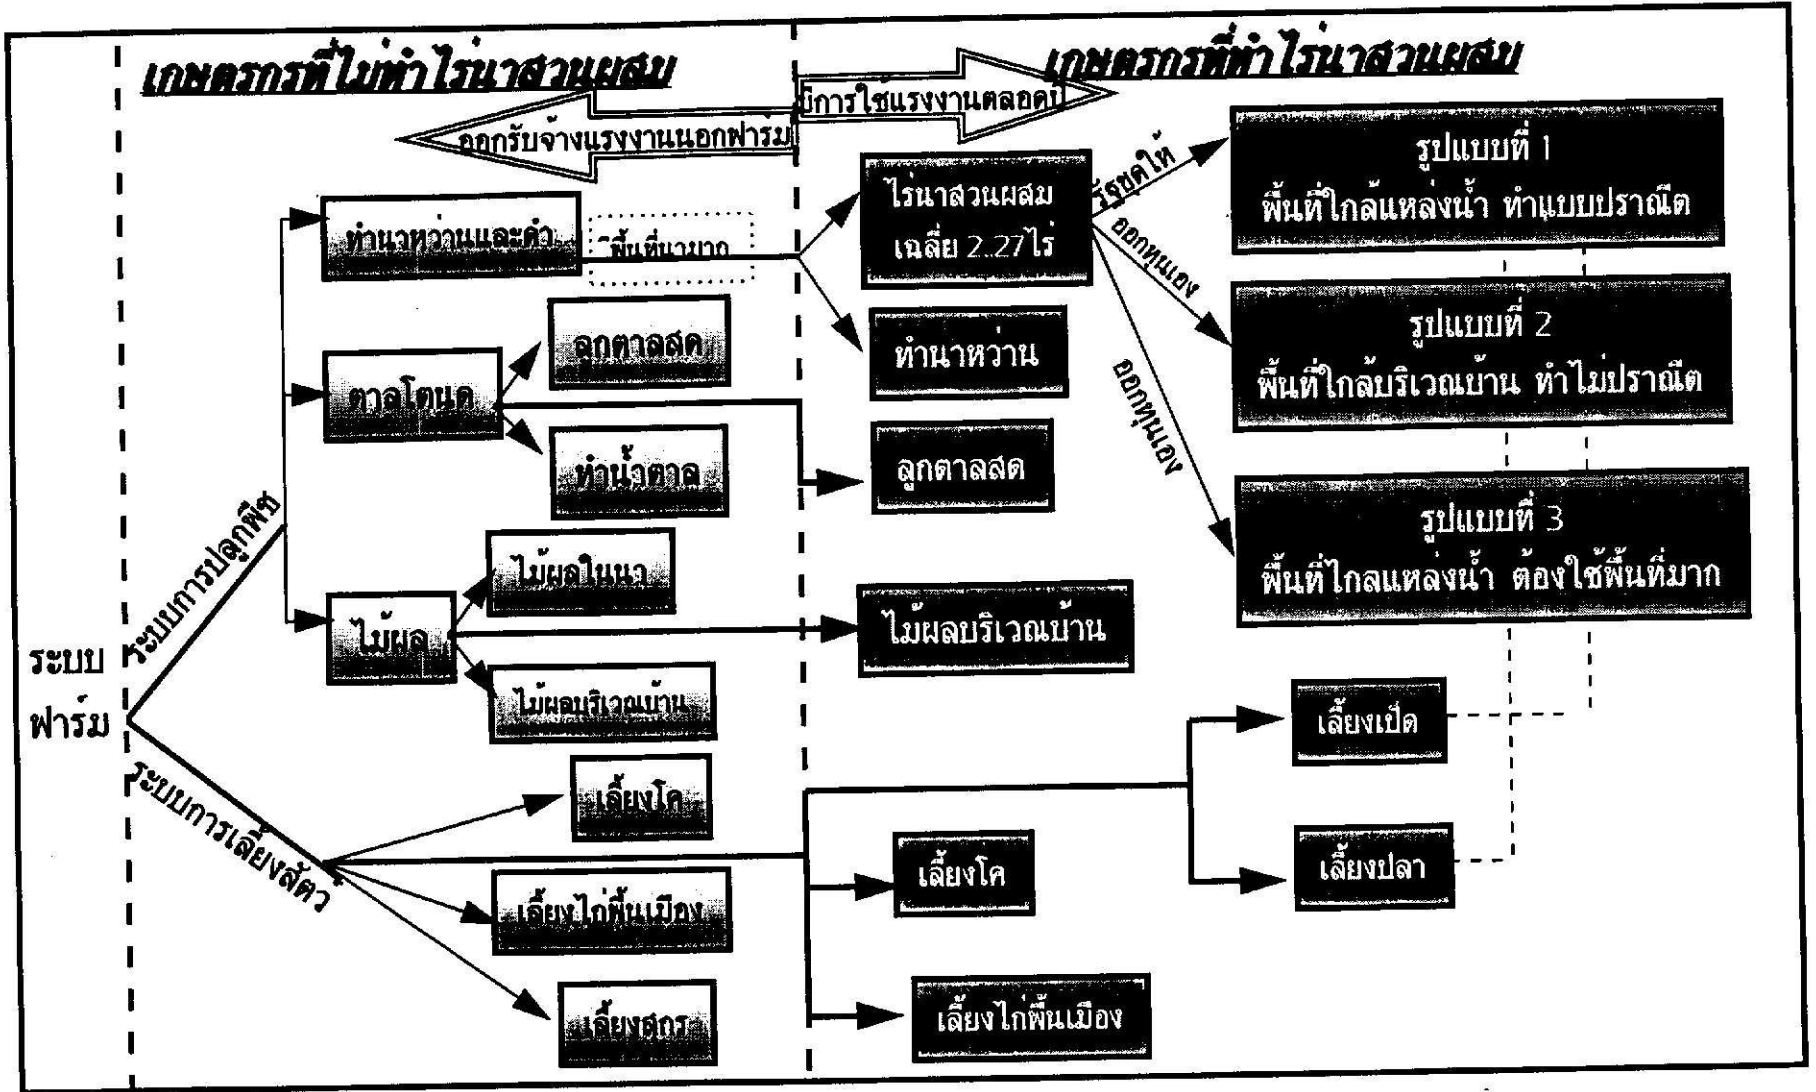 เกษตรกรที่ไม่ทำไร่นาสวนผสม
เกษตรกรที่ทำไร่นาสวนผสม
มีการใช้แรงงานตลอดปี
ออกรับจ้างแรงงานนอกฟาร์ม
ระบบ
ฟาร์ม
ระบบการปลูกพืช
ระบบการเลี้ยงสัตว์
ทำนาหว่านและดำ
มีพื้นที่นามาก
ตาลโตนด
ลูกตาลสด
ทำน้ำตาล
ไม้ผล
ไม้ผลในนา
ไม้ผลบริเวณบ้าน
เลี้ยงโค
เลี้ยงไก่พื้นเมือง
เลี้ยงสุกร
ไร่นาสวนผสม
เฉลี่ย 2.27ไร่
ทำนาหว่าน
ลูกตาลสด
ไม้ผลบริเวณบ้าน
เลี้ยงโค
เลี้ยงไก่พื้นเมือง
รัฐขุดให้
ออกทุนเอง
ออกทุนเอง
รูปแบบที่ 1
พื้นที่ใกล้แหล่งน้ำ ทำแบบปราณีต
รูปแบบที่ 2
พื้นที่ใกล้บริเวณบ้าน ทำไม่ปราณีต
รูปแบบที่ 3
พื้นที่ไกลแหล่งน้ำ ต้องใช้พื้นที่มาก
เลี้ยงเป็ด
เลี้ยงปลา